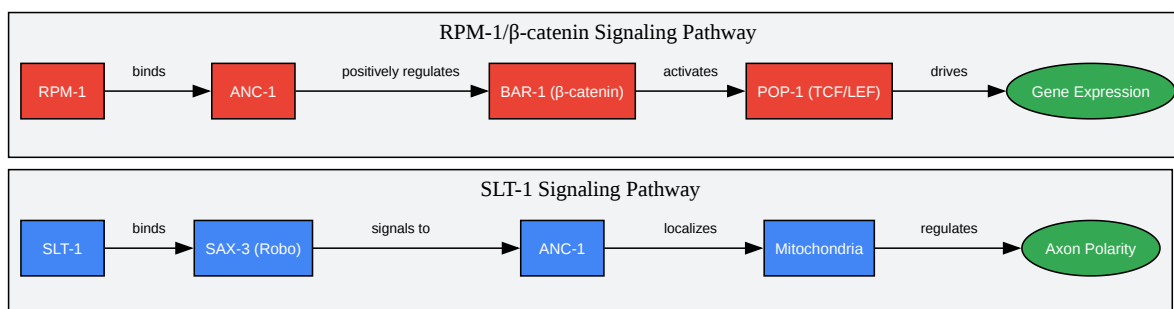 RPM-1/β-catenin Signaling Pathway
binds
positively regulates
activates
drives
RPM-1
ANC-1
BAR-1 (β-catenin)
POP-1 (TCF/LEF)
Gene Expression
SLT-1 Signaling Pathway
binds
signals to
localizes
regulates
SLT-1
SAX-3 (Robo)
ANC-1
Mitochondria
Axon Polarity